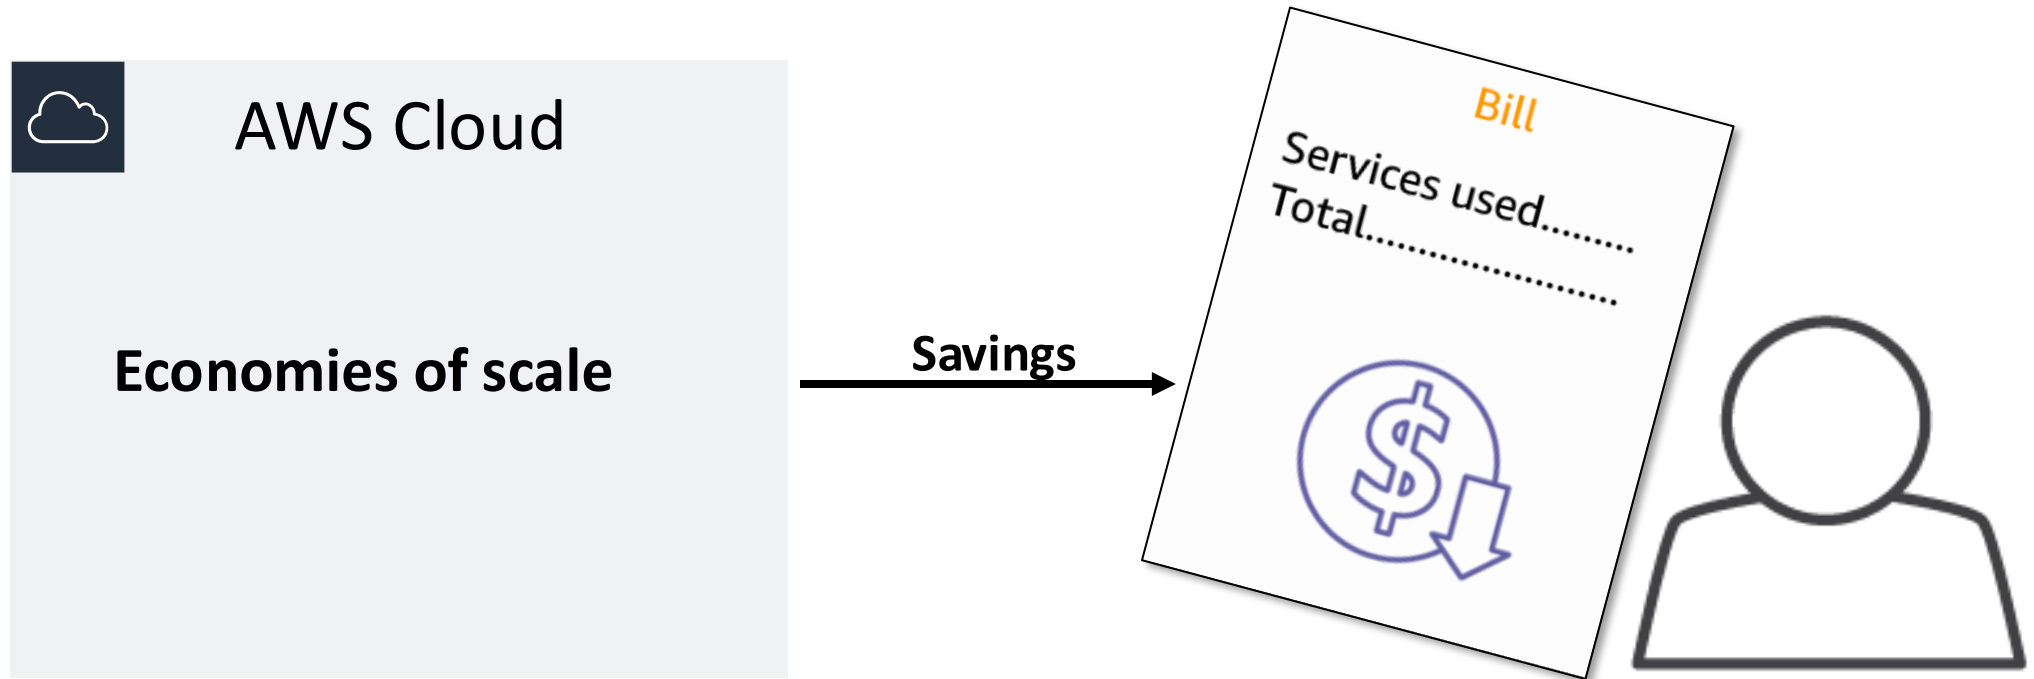 AWS Cloud
Economies of scale
Savings
Bill
Services used.........
Total........................
$